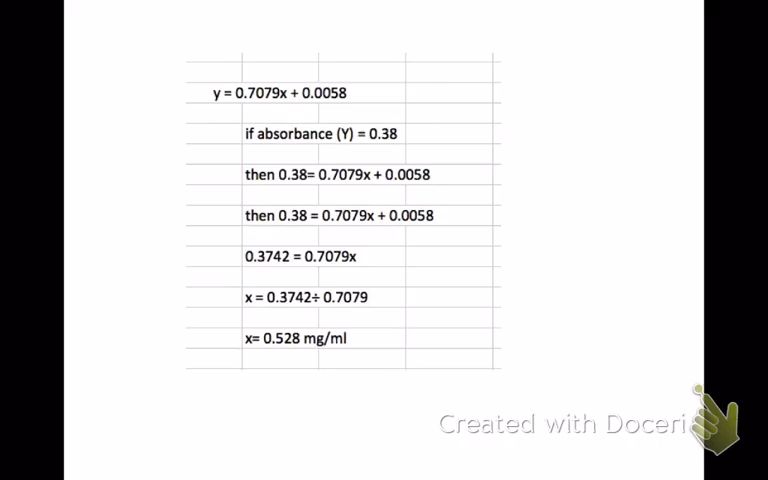 y = 0.7079x + 0.0058
if absorbance (Y) = 0.38
then 0.38= 0.7079x + 0.0058
then 0.38 = 0.7079x + 0.0058
0.3742 = 0.7079x
x = 0.3742÷ 0.7079
x= 0.528 mg/ml
Created with Doceri